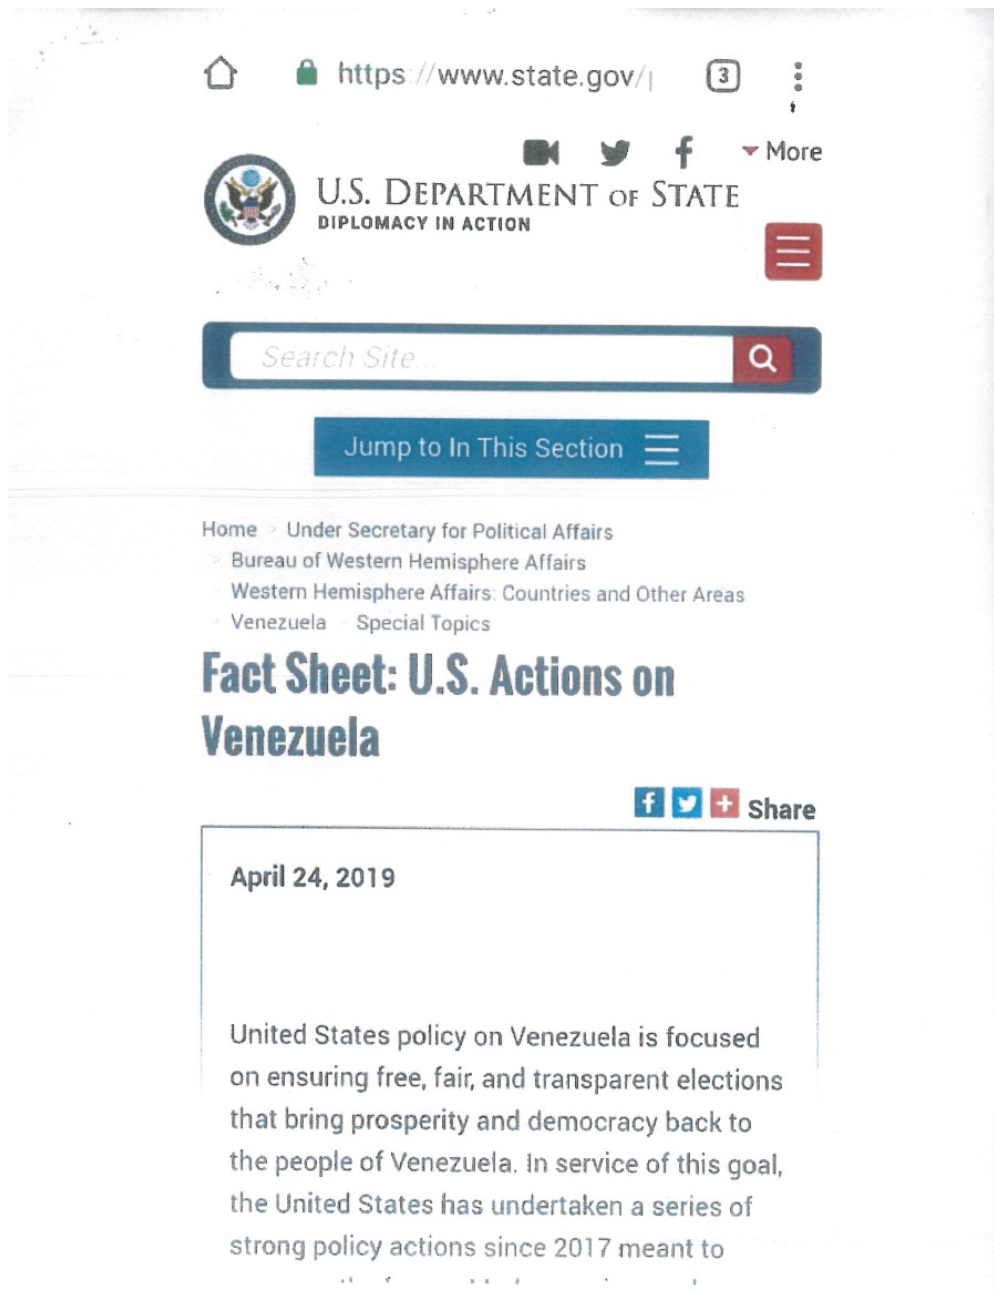 https://www.state.gov/
3
More
U.S. DEPARTMENT OF STATE
DIPLOMACY IN ACTION
Search Site...
Jump to In This Section
Home > Under Secretary for Political Affairs
> Bureau of Western Hemisphere Affairs
> Western Hemisphere Affairs: Countries and Other Areas
> Venezuela > Special Topics
Fact Sheet: U.S. Actions on
Venezuela
Share
April 24, 2019
United States policy on Venezuela is focused
on ensuring free, fair, and transparent elections
that bring prosperity and democracy back to
the people of Venezuela. In service of this goal,
the United States has undertaken a series of
strong policy actions since 2017 meant to